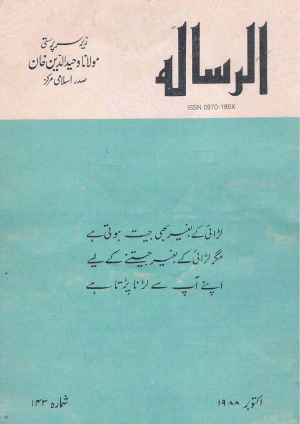 الرسالہ
زیر سرپرستی
مولانا وحید الدین خان
صدر اسلامی مرکز
ISSN 0970-180X
لڑائی کے بغیر بھی جیت ہوتی ہے
مگر لڑائی کے بغیر جیتنے کے لیے
اپنے آپ سے لڑنا پڑتا ہے
اکتوبر ۱۹۸۸
شمارہ ۱۴۳